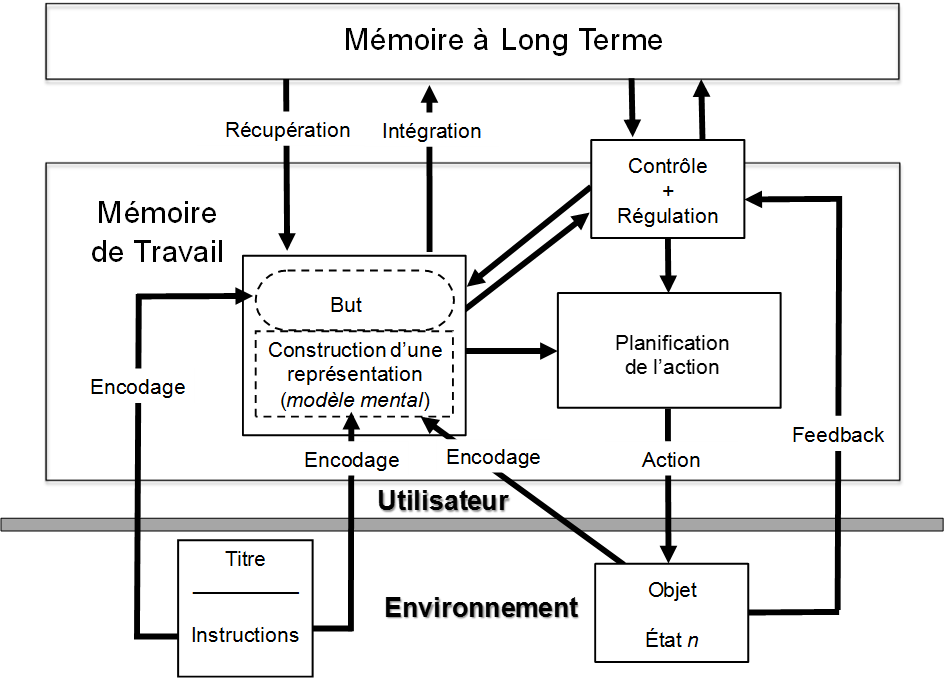 Mémoire à Long Terme
Récupération
Intégration
Contrôle
+
Régulation
Mémoire
de Travail
But
Construction d’une
représentation
(modèle mental)
Planification
de l’action
Encodage
Encodage
Encodage
Action
Feedback
Utilisateur
Titre
Instructions
Environnement
Objet
État n